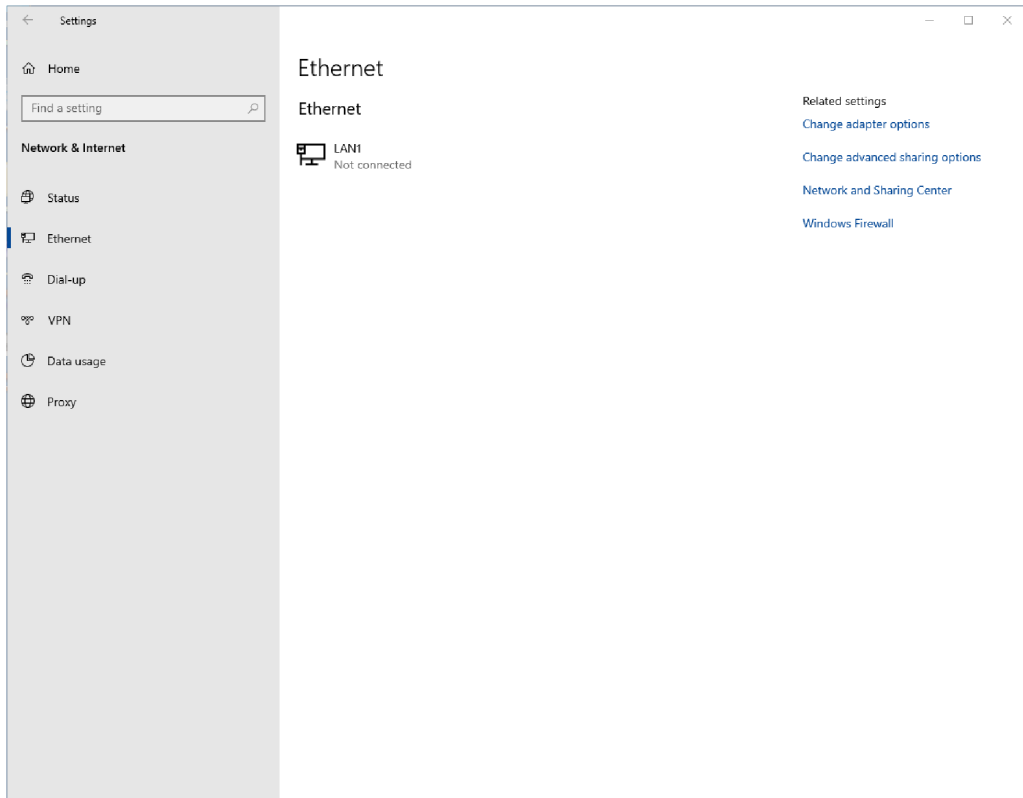 Settings
Home
Find a setting
Network & Internet
Status
Ethernet
Dial-up
VPN
Data usage
Proxy
Ethernet
Ethernet
LAN1
Not connected
Related settings
Change adapter options
Change advanced sharing options
Network and Sharing Center
Windows Firewall